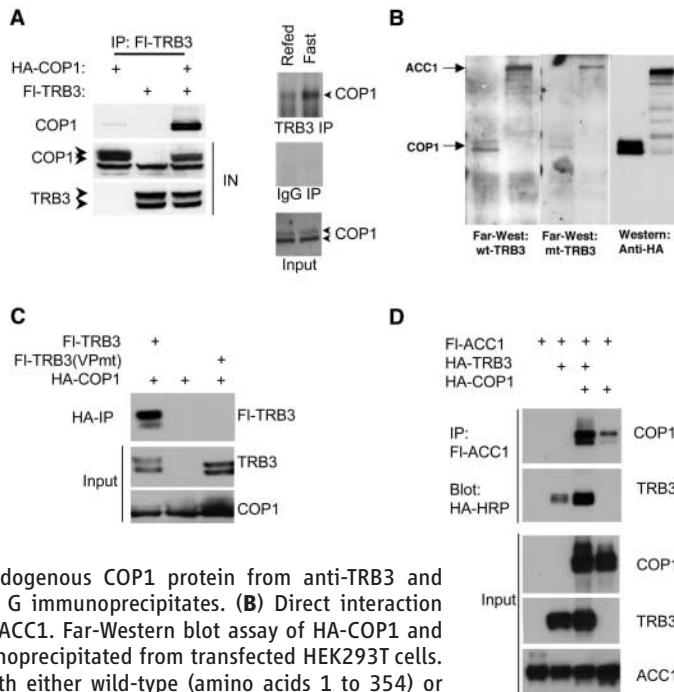 A
IP: Fl-TRB3
HA-COP1: + +
Fl-TRB3: + +
COP1
COP1
TRB3
IN
Refed
Fast
COP1
TRB3 IP
IgG IP
COP1
Input
B
ACC1
COP1
Far-West: wt-TRB3
Far-West: mt-TRB3
Western: Anti-HA
C
Fl-TRB3 +
Fl-TRB3(VPmt) +
HA-COP1 + + +
HA-IP
Fl-TRB3
Input
TRB3
COP1
D
Fl-ACC1 + + + +
HA-TRB3 + +
HA-COP1 + +
IP:
Fl-ACC1
COP1
Blot:
HA-HRP
TRB3
Input
COP1
TRB3
ACC1
dogenous COP1 protein from anti-TRB3 and
G immunoprecipitates. (B) Direct interaction
ACC1. Far-Western blot assay of HA-COP1 and
noprecipitated from transfected HEK293T cells.
th either wild-type (amino acids 1 to 354) or